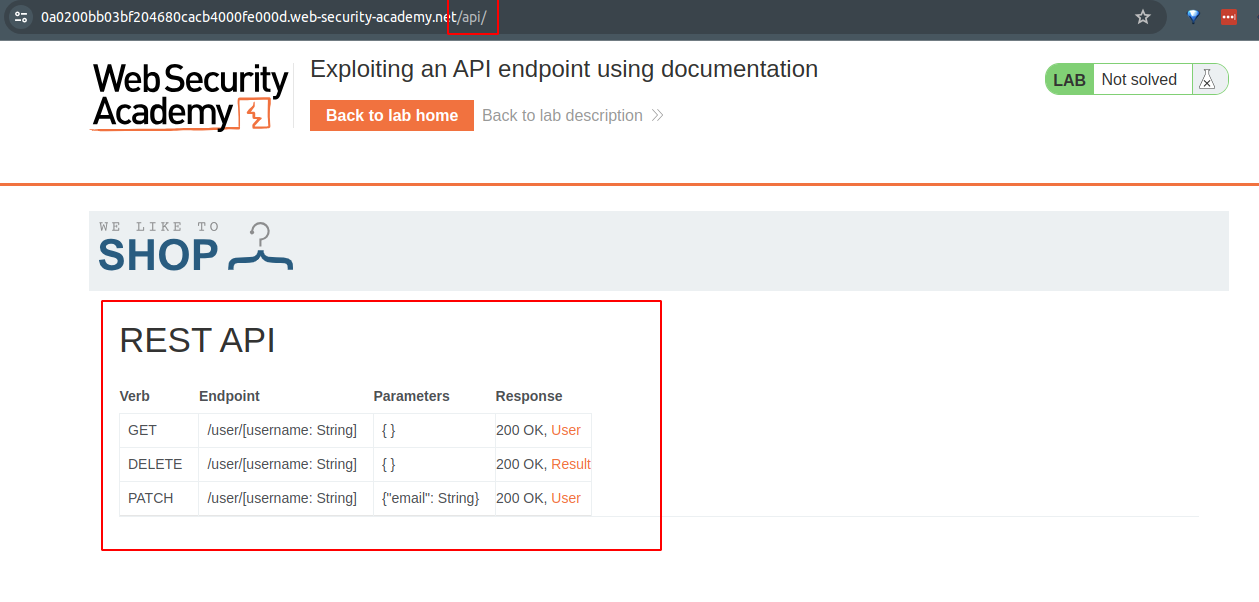 0a0200bb03bf204680cacb4000fe000d.web-security-academy.net/api/
Web Security Academy
Exploiting an API endpoint using documentation
Back to lab home Back to lab description
LAB Not solved
WE LIKE TO
SHOP
REST API
Verb Endpoint Parameters Response
GET /user/[username: String] { } 200 OK, User
DELETE /user/[username: String] { } 200 OK, Result
PATCH /user/[username: String] {"email": String} 200 OK, User